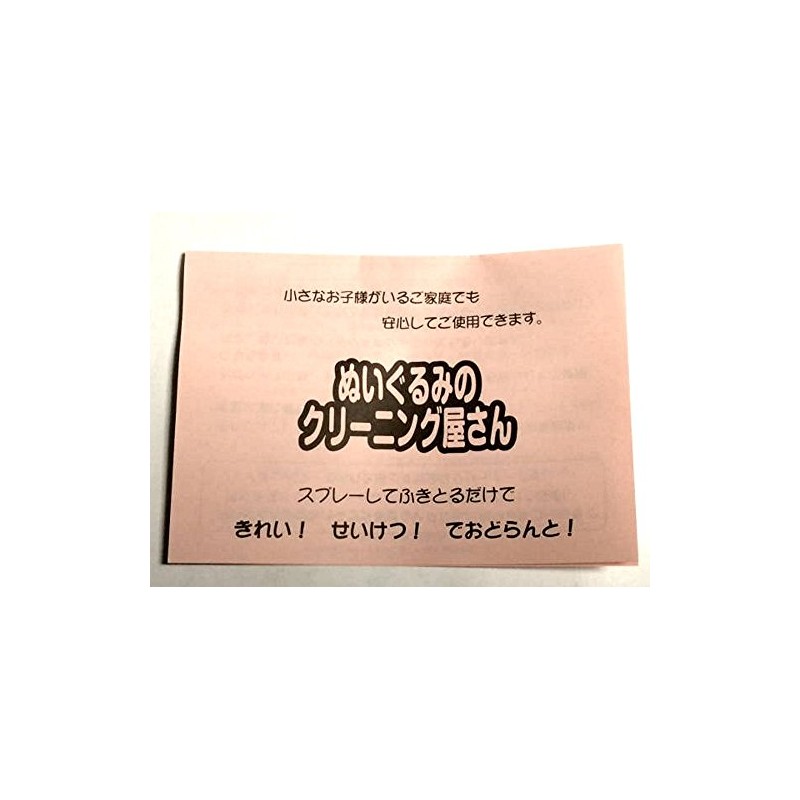 小さなお子様がいるご家庭でも
安心してご使用できます。
ぬいぐるみの
クリーニング屋さん
スプレーしてふきとるだけで
きれい！ せいけつ！ でおどらんと！